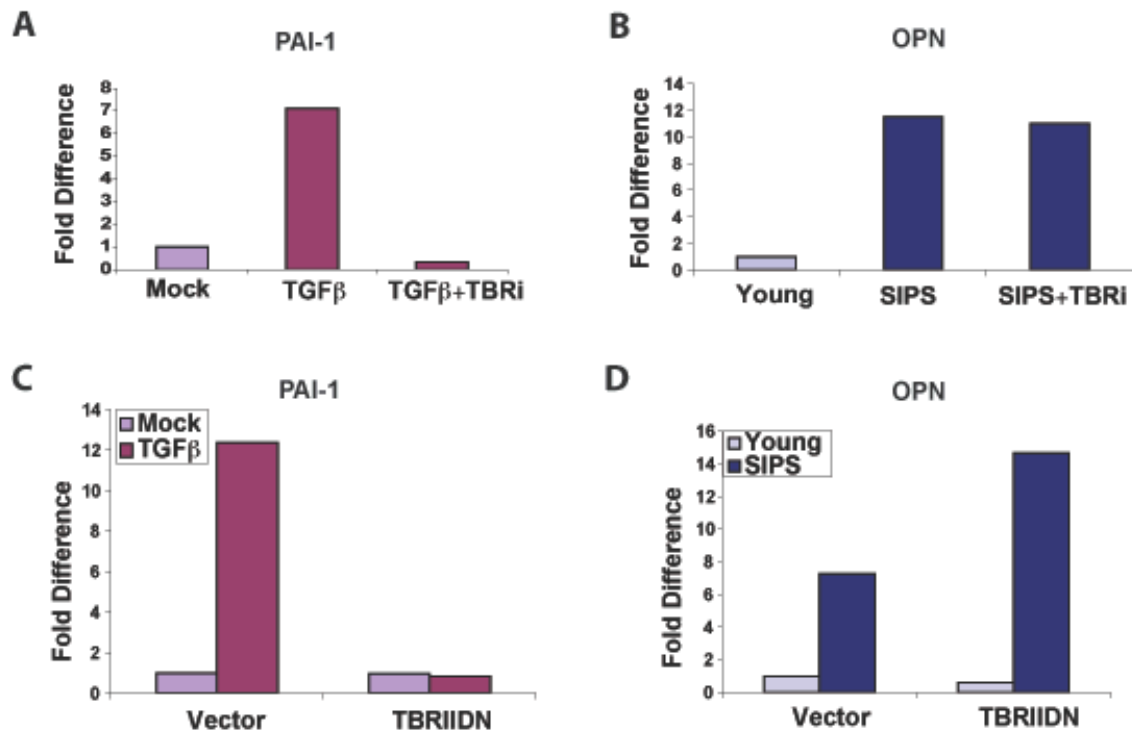 A
PAI-1
Fold Difference
8
7
6
5
4
3
2
1
0
Mock
TGFβ
TGFβ+TBRi
B
OPN
Fold Difference
14
12
10
8
6
4
2
0
Young
SIPS
SIPS+TBRi
C
PAI-1
Fold Difference
14
12
10
8
6
4
2
0
Mock
TGFβ
Vector
TBRIIDN
D
OPN
Fold Difference
16
14
12
10
8
6
4
2
0
Young
SIPS
Vector
TBRIIDN